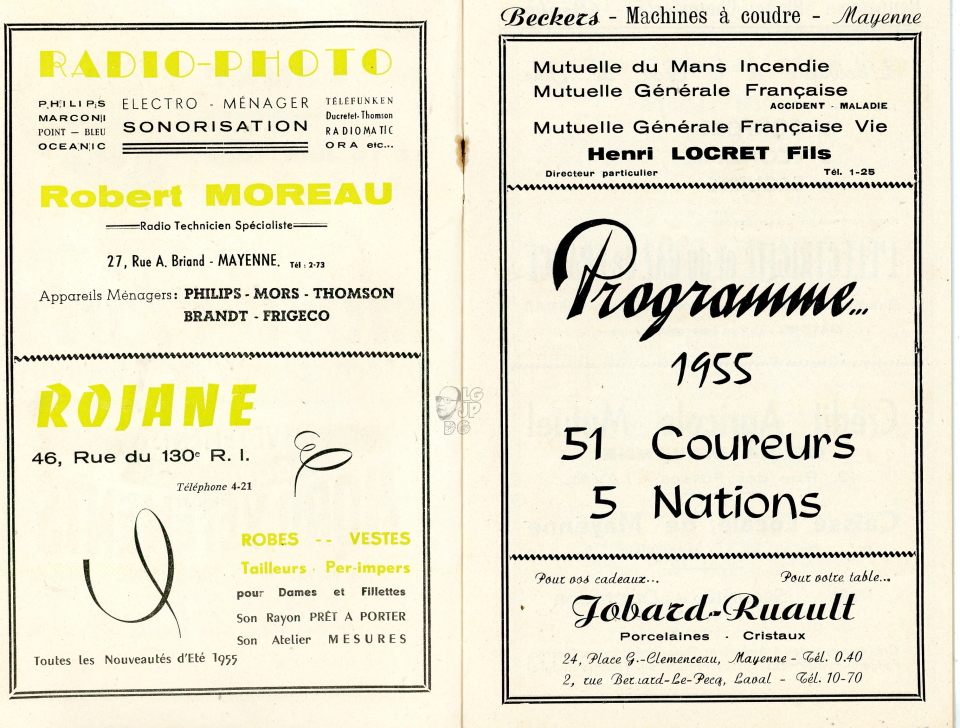 RADIO-PHOTO
PHILIPS
MARCONI
POINT — BLEU
OCEANIC
ELECTRO - MÉNAGER
SONORISATION
TÉLÉFUNKEN
Ducretet-Thomson
RADIOMATIC
ORA etc...
Robert MOREAU
Radio Technicien Spécialiste
27, Rue A. Briand - MAYENNE. Tél : 2-73
Appareils Ménagers : PHILIPS - MORS - THOMSON
BRANDT - FRIGECO
ROJANE
46, Rue du 130e R. I.
Téléphone 4-21
ROBES -- VESTES
Tailleurs - Per-impers
pour Dames et Fillettes
Son Rayon PRÊT A PORTER
Son Atelier MESURES
Toutes les Nouveautés d'Eté 1955
LG
JP
DG
Beckers - Machines à coudre - Mayenne
Mutuelle du Mans Incendie
Mutuelle Générale Française
ACCIDENT - MALADIE
Mutuelle Générale Française Vie
Henri LOCRET Fils
Directeur particulier Tél. 1-25
Programme...
1955
51 Coureurs
5 Nations
Pour vos cadeaux... Pour votre table...
Jobard-Ruault
Porcelaines - Cristaux
24, Place G.-Clemenceau, Mayenne - Tél. 0.40
2, rue Bernard-Le-Pecq, Laval - Tél. 10-70